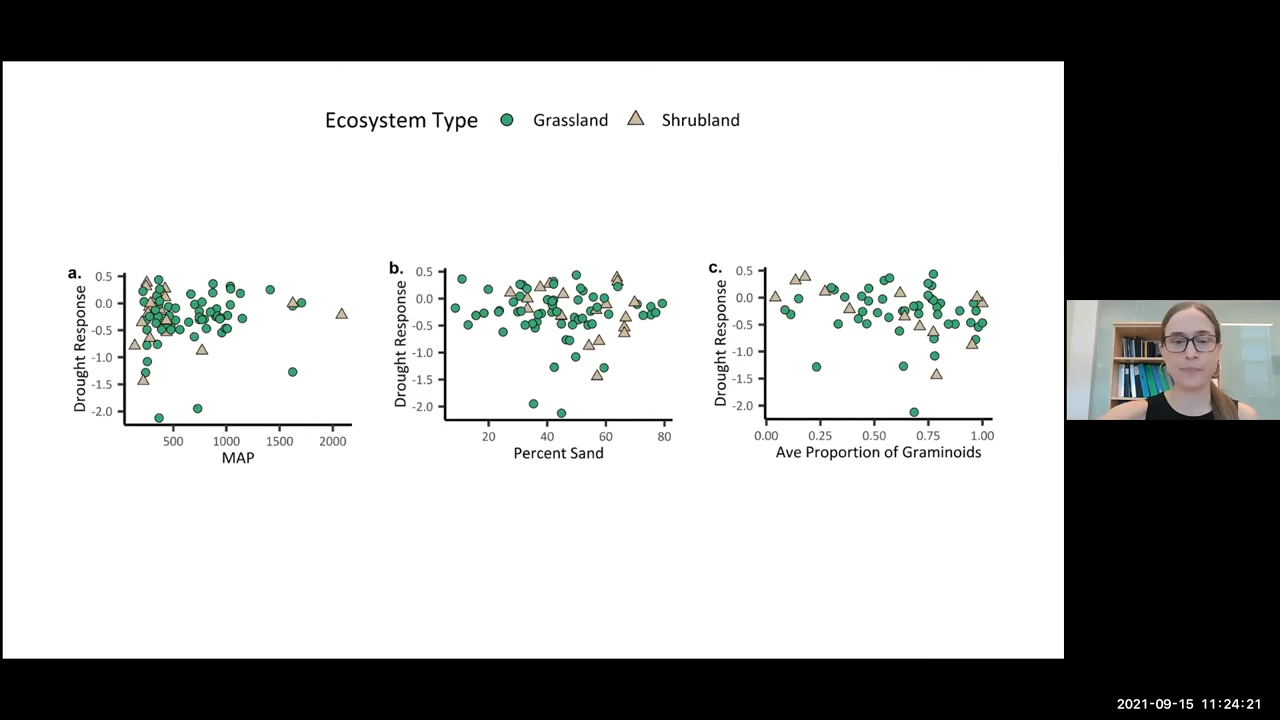 Ecosystem Type Grassland Shrubland
a.
0.5
0.0
-0.5
-1.0
-1.5
-2.0
Drought Response
500 1000 1500 2000
MAP
b.
0.5
0.0
-0.5
-1.0
-1.5
-2.0
Drought Response
20 40 60 80
Percent Sand
c.
0.5
0.0
-0.5
-1.0
-1.5
-2.0
Drought Response
0.00 0.25 0.50 0.75 1.00
Ave Proportion of Graminoids
2021-09-15 11:24:21